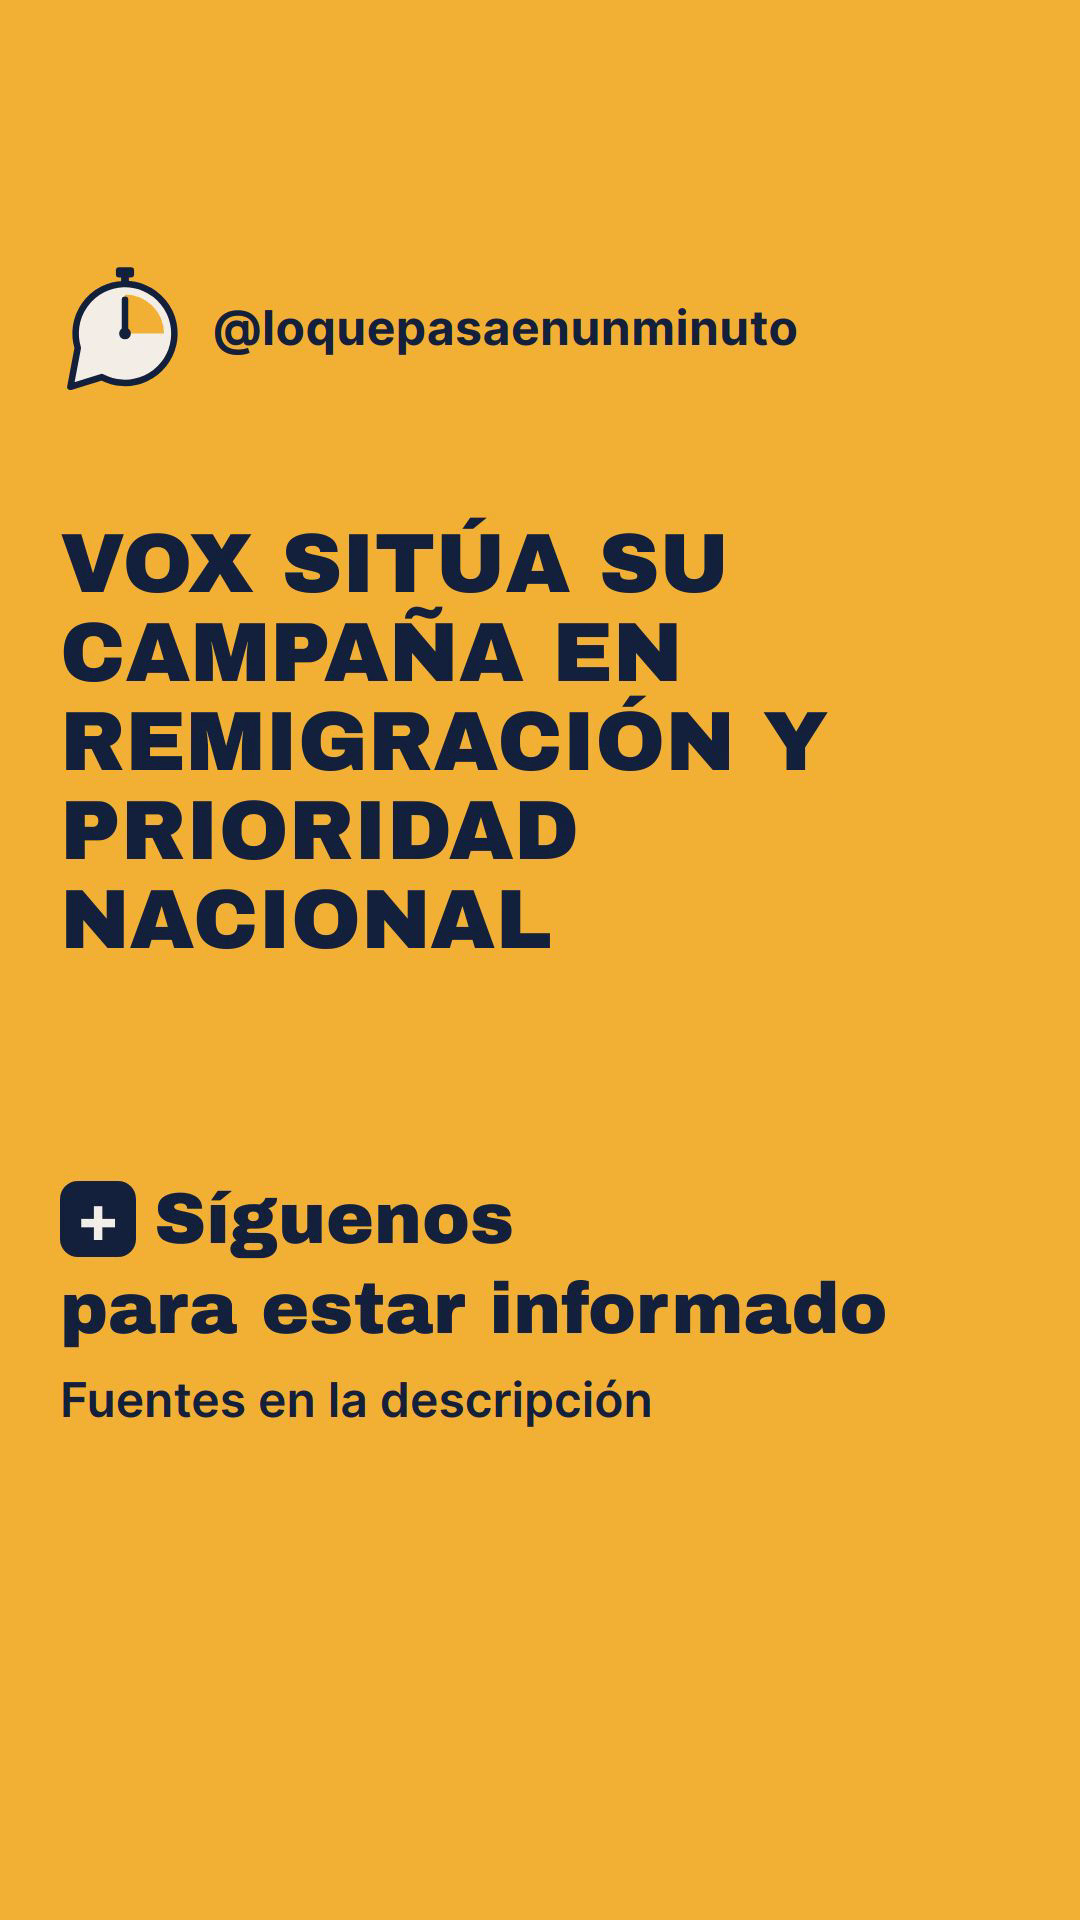 @loquepasaenunminuto
VOX SITÚA SU
CAMPAÑA EN
REMIGRACIÓN Y
PRIORIDAD
NACIONAL
+ Síguenos
para estar informado
Fuentes en la descripción